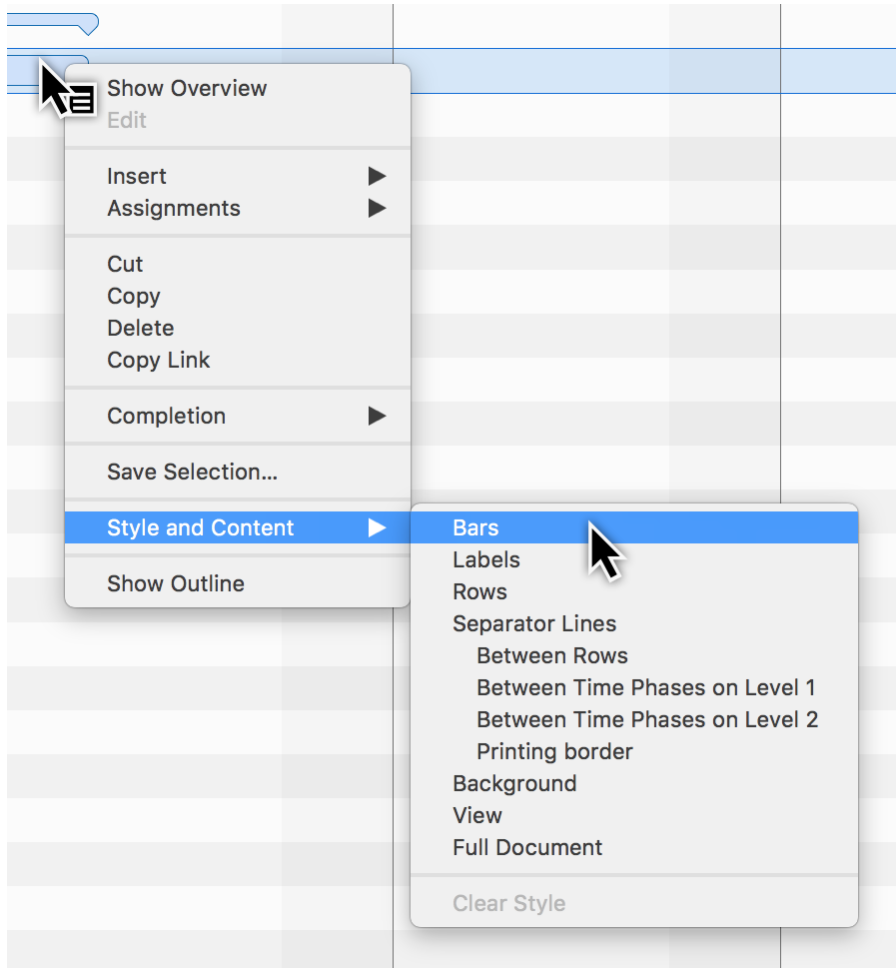 Show Overview
Edit
Insert
Assignments
Cut
Copy
Delete
Copy Link
Completion
Save Selection...
Style and Content
Show Outline
Bars
Labels
Rows
Separator Lines
Between Rows
Between Time Phases on Level 1
Between Time Phases on Level 2
Printing border
Background
View
Full Document
Clear Style